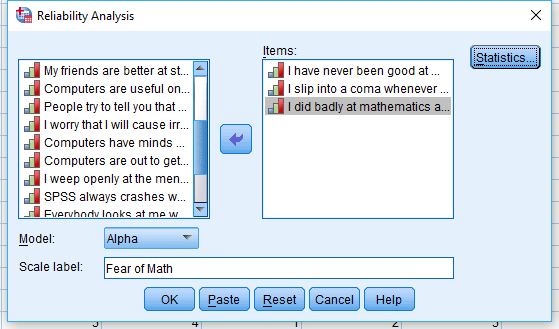 Reliability Analysis
Items:
My friends are better at st...
Computers are useful on...
People try to tell you that ...
I worry that I will cause irr...
Computers have minds ...
Computers are out to get...
I weep openly at the men...
SPSS always crashes w...
Everybody looks at me w...
I have never been good at ...
I slip into a coma whenever ...
I did badly at mathematics a...
Statistics...
Model:
Alpha
Scale label:
Fear of Math
OK
Paste
Reset
Cancel
Help
4
1
2